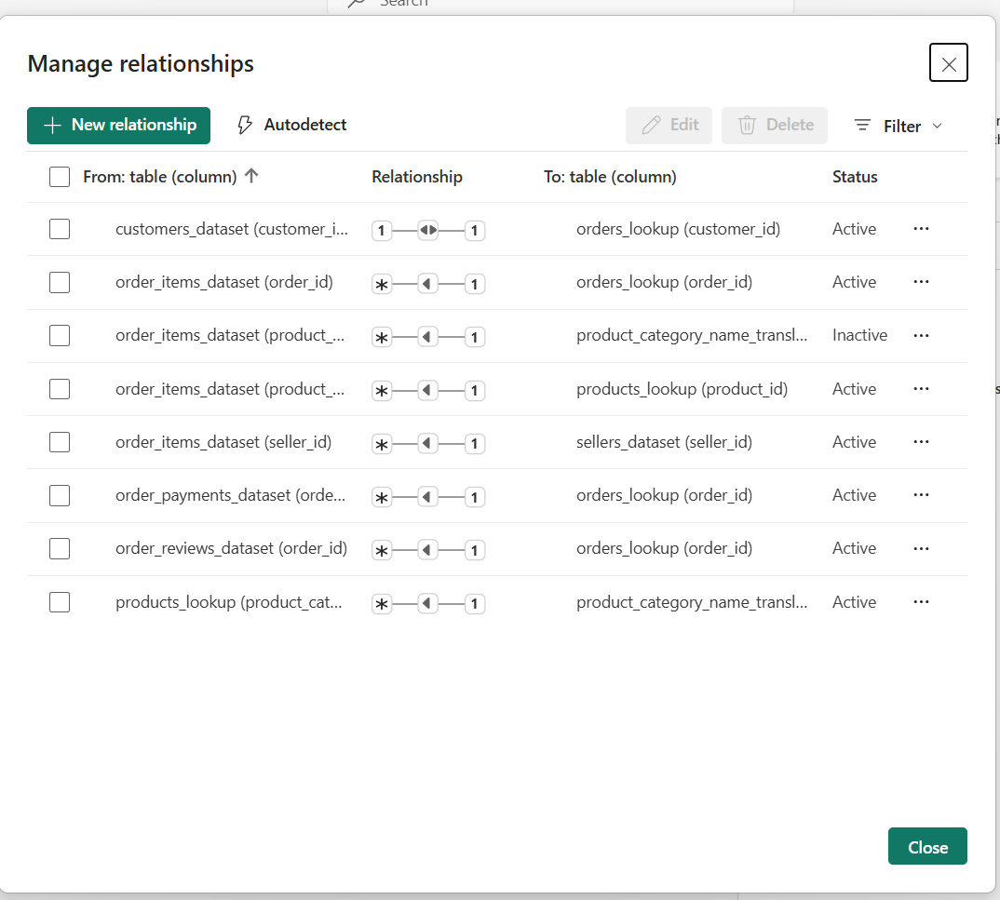 Search
Manage relationships
New relationship Autodetect Edit Delete Filter
From: table (column) Relationship To: table (column) Status
customers_dataset (customer_i... 1 1 orders_lookup (customer_id) Active ...
order_items_dataset (order_id) * 1 orders_lookup (order_id) Active ...
order_items_dataset (product_... * 1 product_category_name_transl... Inactive ...
order_items_dataset (product_... * 1 products_lookup (product_id) Active ...
order_items_dataset (seller_id) * 1 sellers_dataset (seller_id) Active ...
order_payments_dataset (orde... * 1 orders_lookup (order_id) Active ...
order_reviews_dataset (order_id) * 1 orders_lookup (order_id) Active ...
products_lookup (product_cat... * 1 product_category_name_transl... Active ...
Close